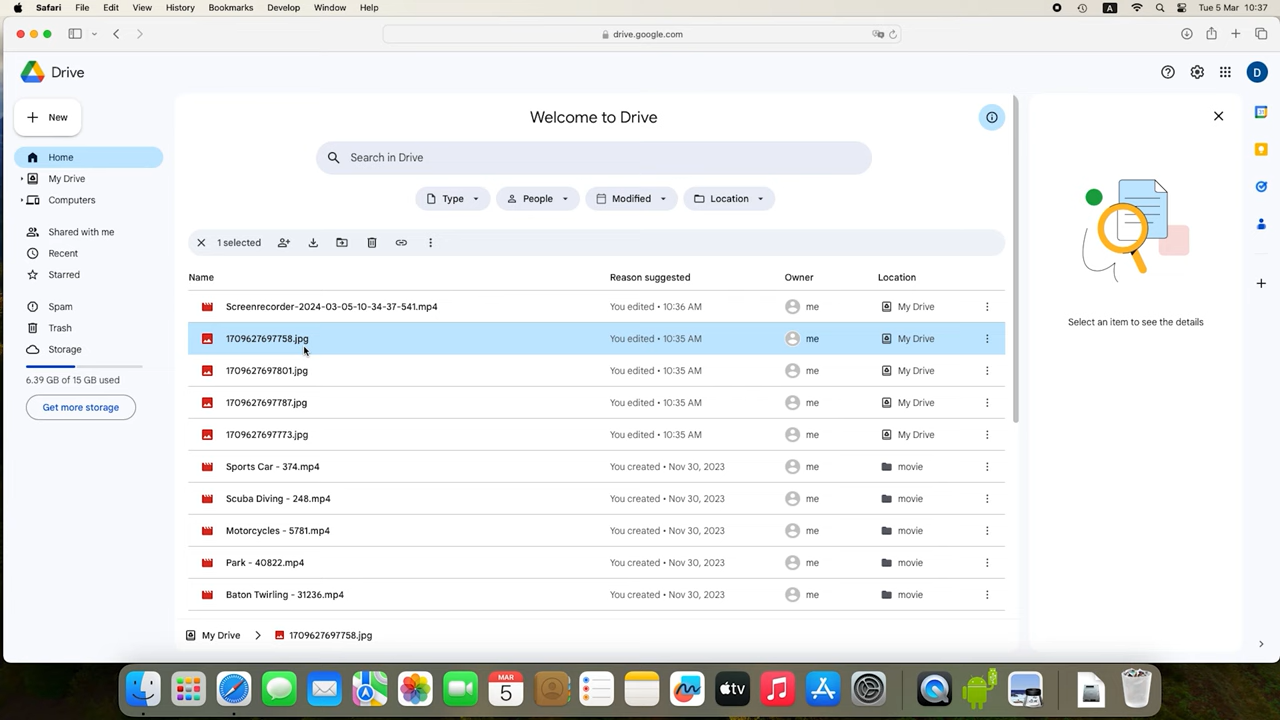 Safari File Edit View History Bookmarks Develop Window Help A Tue 5 Mar 10:37
drive.google.com
Drive D
New
Home
My Drive
Computers
Shared with me
Recent
Starred
Spam
Trash
Storage
6.39 GB of 15 GB used
Get more storage
Welcome to Drive
Search in Drive
Type People Modified Location
1 selected
Name Reason suggested Owner Location
Screenrecorder-2024-03-05-10-34-37-541.mp4 You edited • 10:36 AM me My Drive
1709627697758.jpg You edited • 10:35 AM me My Drive
1709627697801.jpg You edited • 10:35 AM me My Drive
1709627697787.jpg You edited • 10:35 AM me My Drive
1709627697773.jpg You edited • 10:35 AM me My Drive
Sports Car - 374.mp4 You created • Nov 30, 2023 me movie
Scuba Diving - 248.mp4 You created • Nov 30, 2023 me movie
Motorcycles - 5781.mp4 You created • Nov 30, 2023 me movie
Park - 40822.mp4 You created • Nov 30, 2023 me movie
Baton Twirling - 31236.mp4 You created • Nov 30, 2023 me movie
My Drive > 1709627697758.jpg
Select an item to see the details
MAR
5
tv